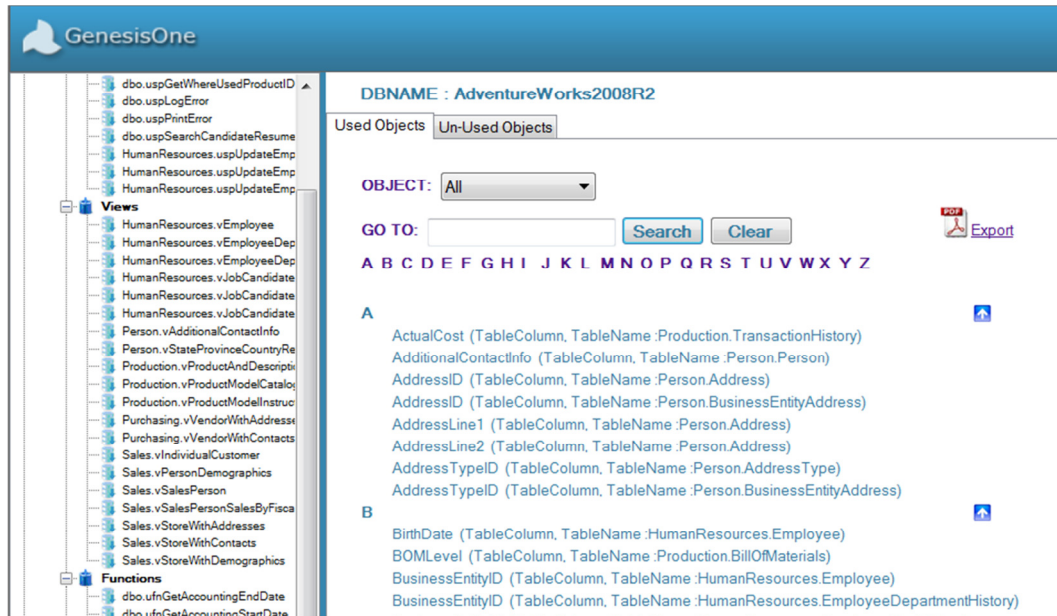 GenesisOne
dbo.uspGetWhereUsedProductID
dbo.uspLogError
dbo.uspPrintError
dbo.uspSearchCandidateResume
HumanResources.uspUpdateEmp
HumanResources.uspUpdateEmp
HumanResources.uspUpdateEmp
Views
HumanResources.vEmployee
HumanResources.vEmployeeDep
HumanResources.vEmployeeDep
HumanResources.vJobCandidate
HumanResources.vJobCandidate
HumanResources.vJobCandidate
Person.vAdditionalContactInfo
Person.vStateProvinceCountryRe
Production.vProductAndDescriptio
Production.vProductModelCatalog
Production.vProductModelInstruct
Purchasing.vVendorWithAddresse
Purchasing.vVendorWithContacts
Sales.vIndividualCustomer
Sales.vPersonDemographics
Sales.vSalesPerson
Sales.vSalesPersonSalesByFisca
Sales.vStoreWithAddresses
Sales.vStoreWithContacts
Sales.vStoreWithDemographics
Functions
dbo.ufnGetAccountingEndDate
dbo.ufnGetAccountingStartDate
DBNAME : AdventureWorks2008R2
Used Objects Un-Used Objects
OBJECT: All
GO TO: Search Clear PDF Export
A B C D E F G H I J K L M N O P Q R S T U V W X Y Z
A
ActualCost (TableColumn, TableName :Production.TransactionHistory)
AdditionalContactInfo (TableColumn, TableName :Person.Person)
AddressID (TableColumn, TableName :Person.Address)
AddressID (TableColumn, TableName :Person.BusinessEntityAddress)
AddressLine1 (TableColumn, TableName :Person.Address)
AddressLine2 (TableColumn, TableName :Person.Address)
AddressTypeID (TableColumn, TableName :Person.AddressType)
AddressTypeID (TableColumn, TableName :Person.BusinessEntityAddress)
B
BirthDate (TableColumn, TableName :HumanResources.Employee)
BOMLevel (TableColumn, TableName :Production.BillOfMaterials)
BusinessEntityID (TableColumn, TableName :HumanResources.Employee)
BusinessEntityID (TableColumn, TableName :HumanResources.EmployeeDepartmentHistory)